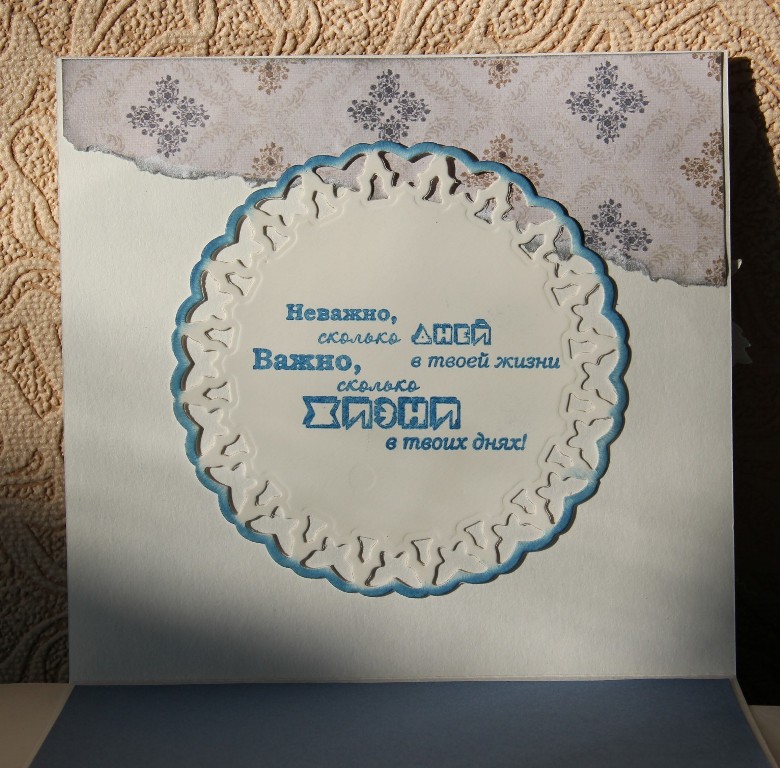 Неважно,
сколько ДНЕЙ
Важно, в твоей жизни
сколько
ЖИЗНИ
в твоих днях!